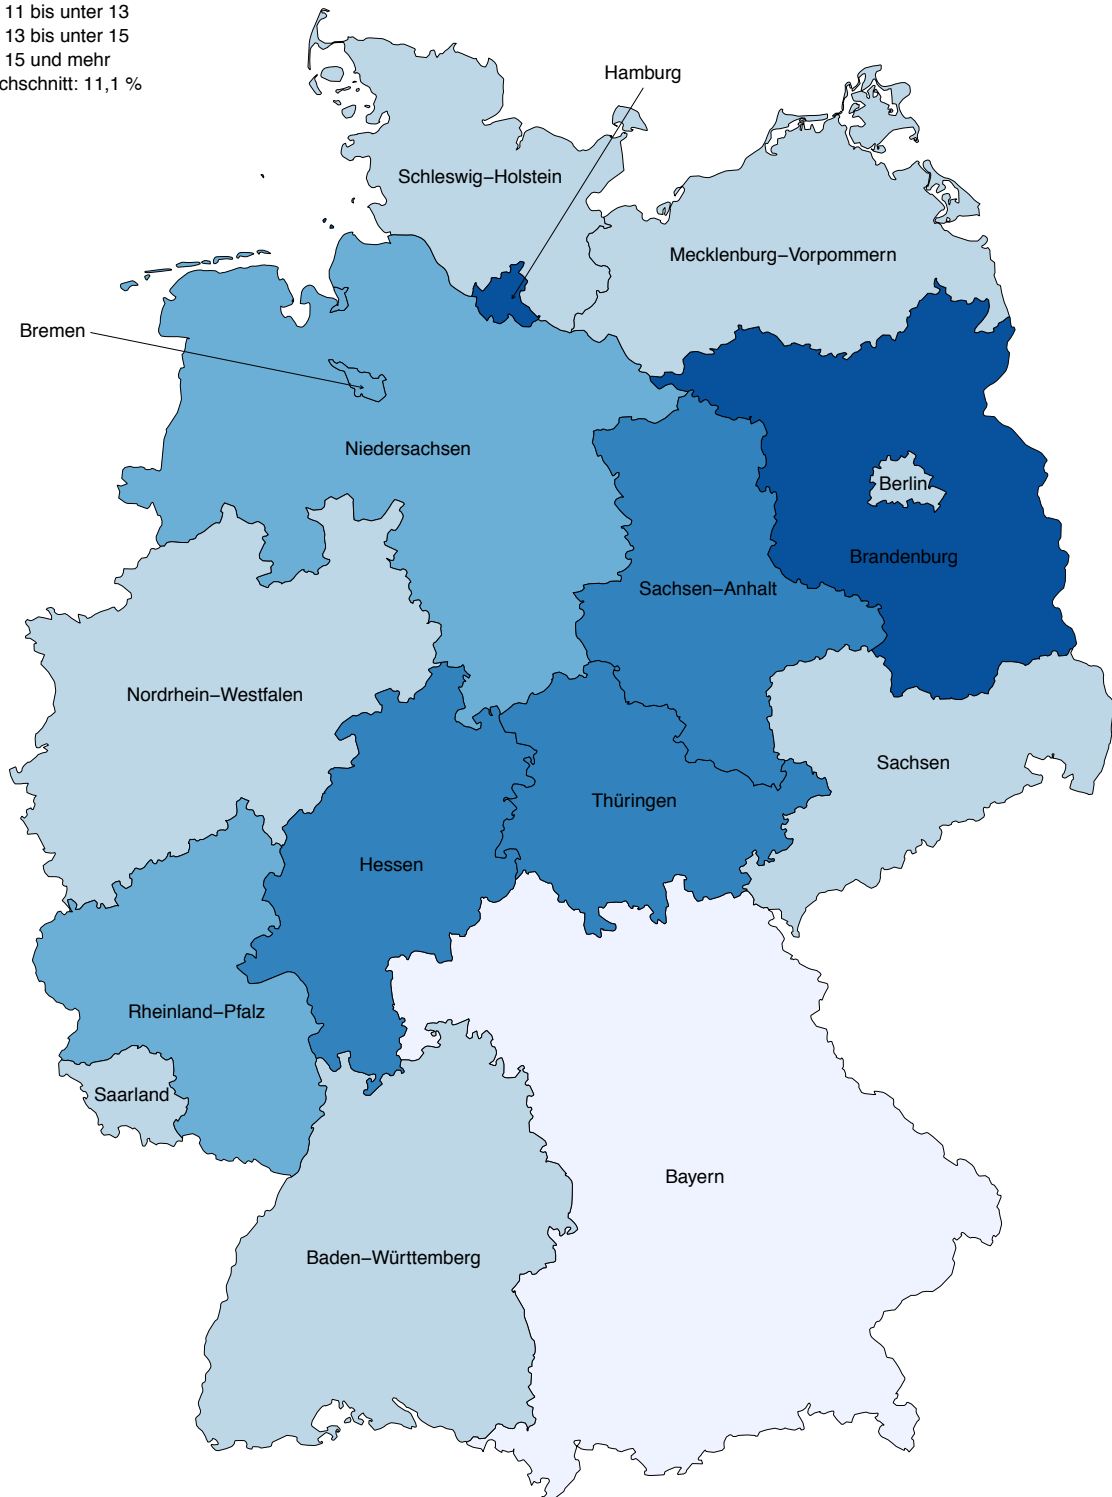 11 bis unter 13
13 bis unter 15
15 und mehr
chschnitt: 11,1 %
Hamburg
Schleswig−Holstein
Mecklenburg−Vorpommern
Bremen
Niedersachsen
Berlin
Brandenburg
Sachsen−Anhalt
Nordrhein−Westfalen
Sachsen
Thüringen
Hessen
Rheinland−Pfalz
Saarland
Bayern
Baden−Württemberg